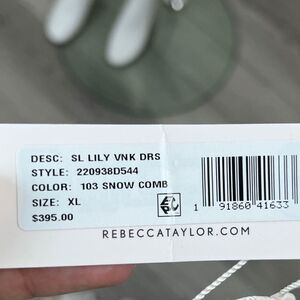 DESC: SL LILY VNK DRS
STYLE: 220938D544
COLOR: 103 SNOW COMB
SIZE: XL
$395.00
1 91860 41633
REBECCATAYLOR.COM